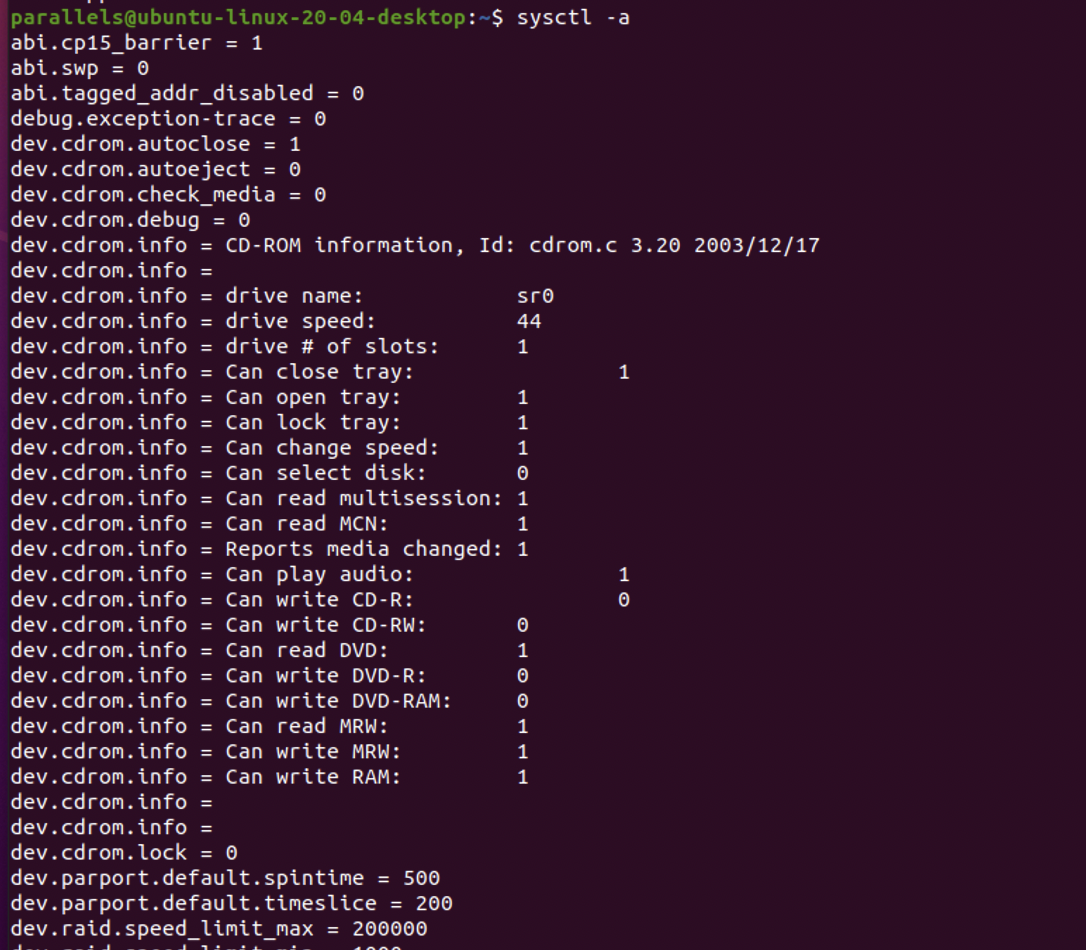 parallels@ubuntu-linux-20-04-desktop:~$ sysctl -a
abi.cp15_barrier = 1
abi.swp = 0
abi.tagged_addr_disabled = 0
debug.exception-trace = 0
dev.cdrom.autoclose = 1
dev.cdrom.autoeject = 0
dev.cdrom.check_media = 0
dev.cdrom.debug = 0
dev.cdrom.info = CD-ROM information, Id: cdrom.c 3.20 2003/12/17
dev.cdrom.info =
dev.cdrom.info = drive name:		sr0
dev.cdrom.info = drive speed:		44
dev.cdrom.info = drive # of slots:	1
dev.cdrom.info = Can close tray:		1
dev.cdrom.info = Can open tray:		1
dev.cdrom.info = Can lock tray:		1
dev.cdrom.info = Can change speed:	1
dev.cdrom.info = Can select disk:	0
dev.cdrom.info = Can read multisession:	1
dev.cdrom.info = Can read MCN:		1
dev.cdrom.info = Reports media changed:	1
dev.cdrom.info = Can play audio:		1
dev.cdrom.info = Can write CD-R:		0
dev.cdrom.info = Can write CD-RW:	0
dev.cdrom.info = Can read DVD:		1
dev.cdrom.info = Can write DVD-R:	0
dev.cdrom.info = Can write DVD-RAM:	0
dev.cdrom.info = Can read MRW:		1
dev.cdrom.info = Can write MRW:		1
dev.cdrom.info = Can write RAM:		1
dev.cdrom.info =
dev.cdrom.info =
dev.cdrom.lock = 0
dev.parport.default.spintime = 500
dev.parport.default.timeslice = 200
dev.raid.speed_limit_max = 200000